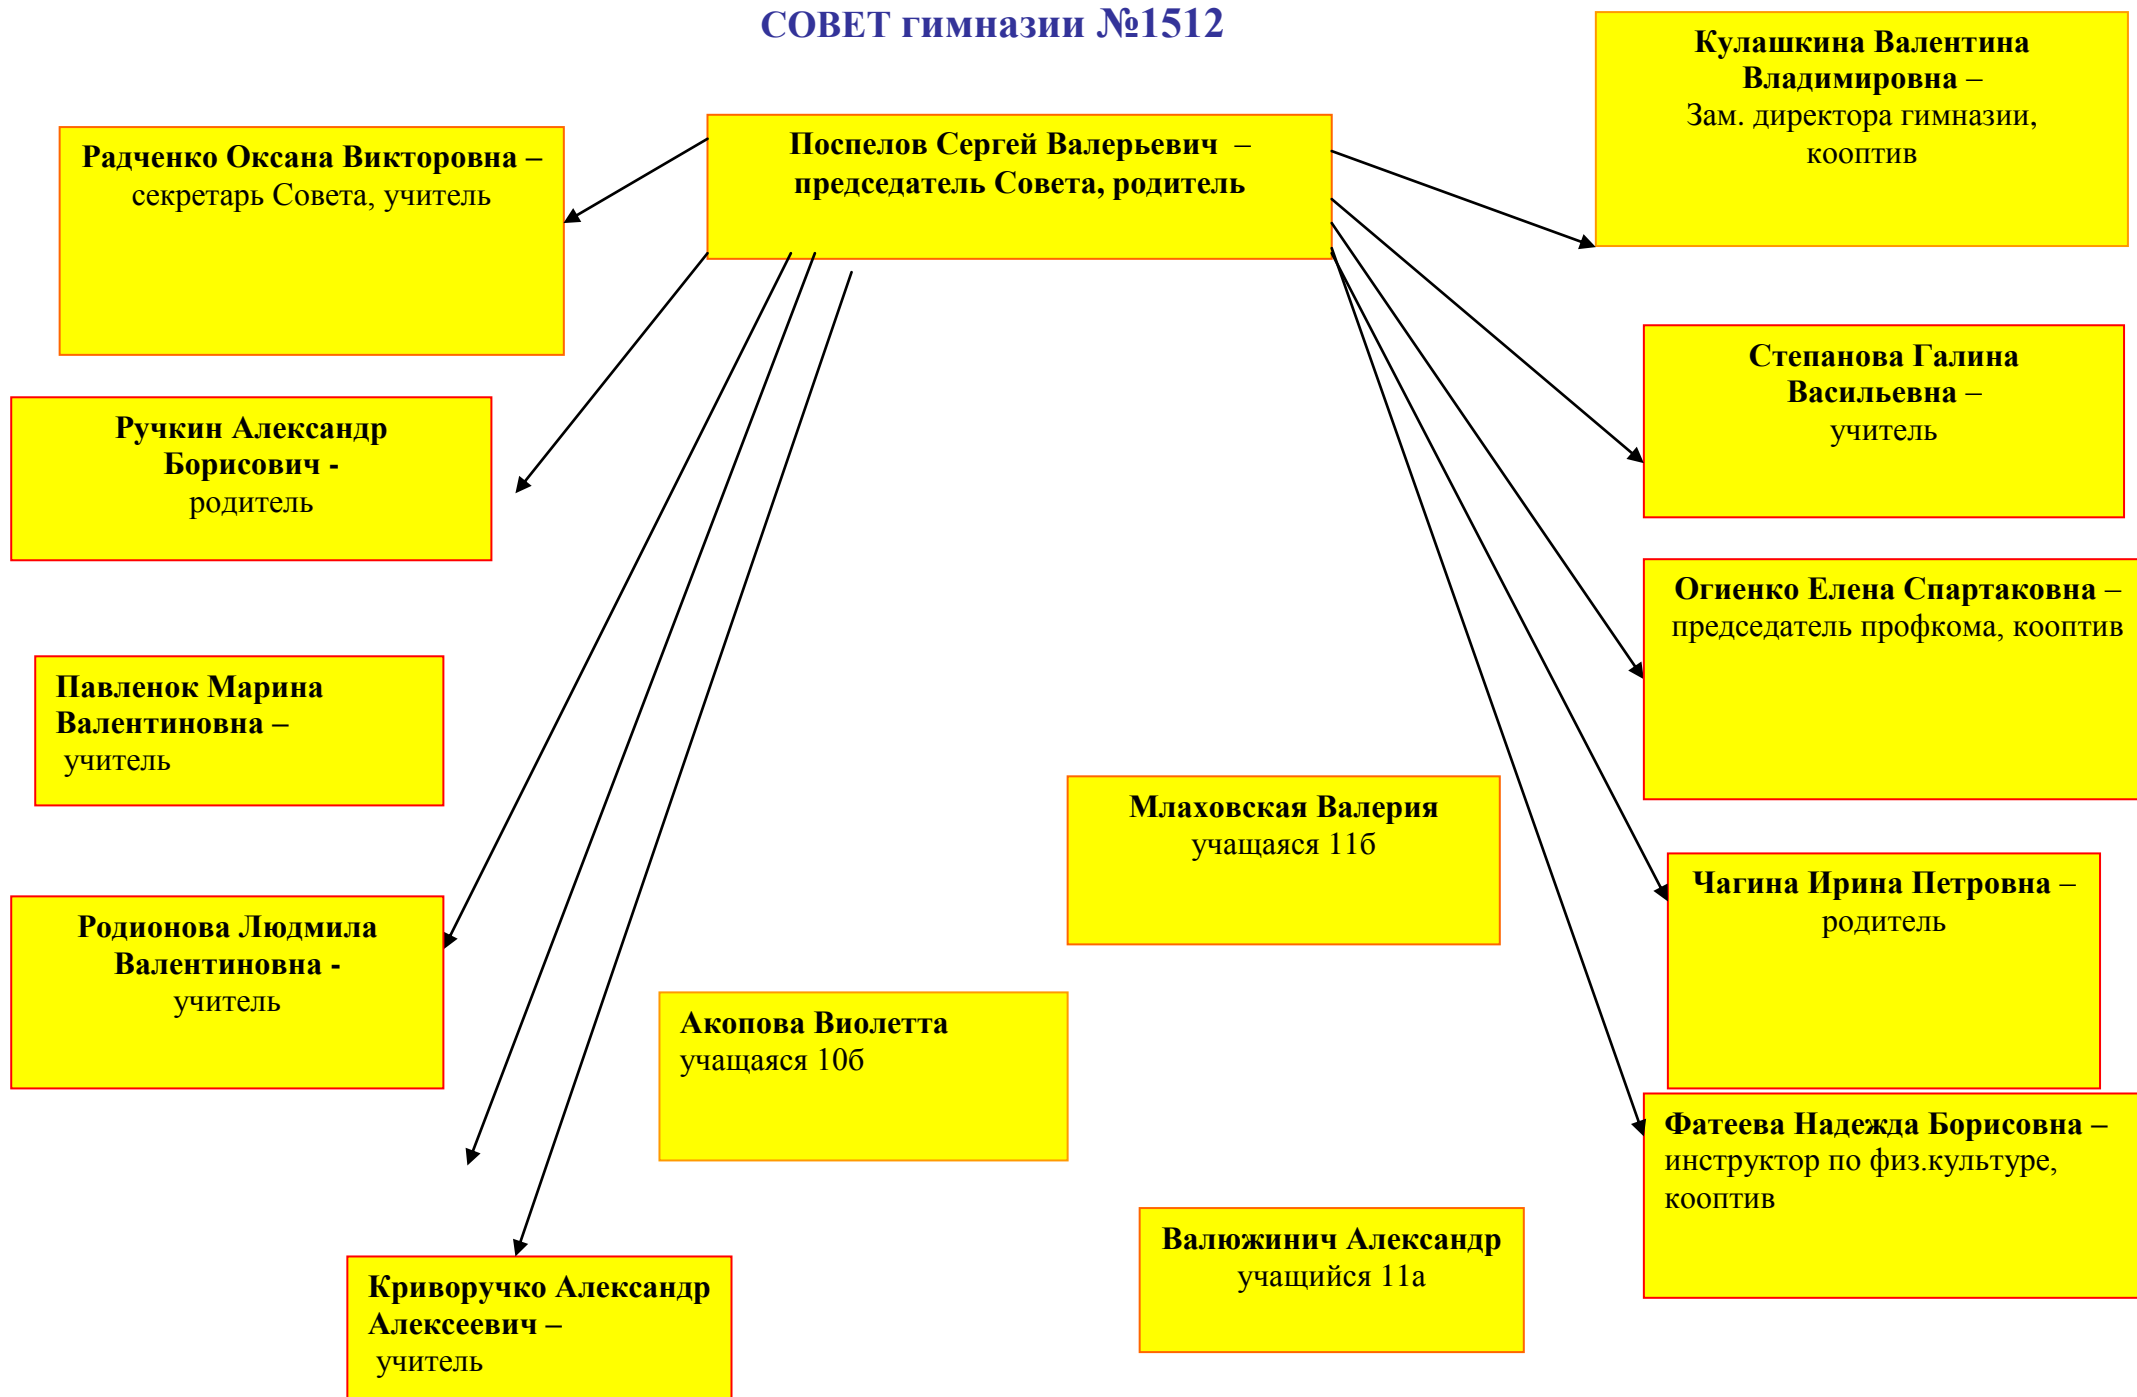 СОВЕТ гимназии №1512
Кулашкина Валентина
Владимировна –
Зам. директора гимназии,
кооптив
Поспелов Сергей Валерьевич –
председатель Совета, родитель
Радченко Оксана Викторовна –
секретарь Совета, учитель
Степанова Галина
Васильевна –
учитель
Ручкин Александр
Борисович -
родитель
Огиенко Елена Спартаковна –
председатель профкома, кооптив
Павленок Марина
Валентиновна –
учитель
Млаховская Валерия
учащаяся 11б
Чагина Ирина Петровна –
родитель
Родионова Людмила
Валентиновна -
учитель
Акопова Виолетта
учащаяся 10б
Фатеева Надежда Борисовна –
инструктор по физ.культуре,
кооптив
Валюжинич Александр
учащийся 11а
Криворучко Александр
Алексеевич –
учитель